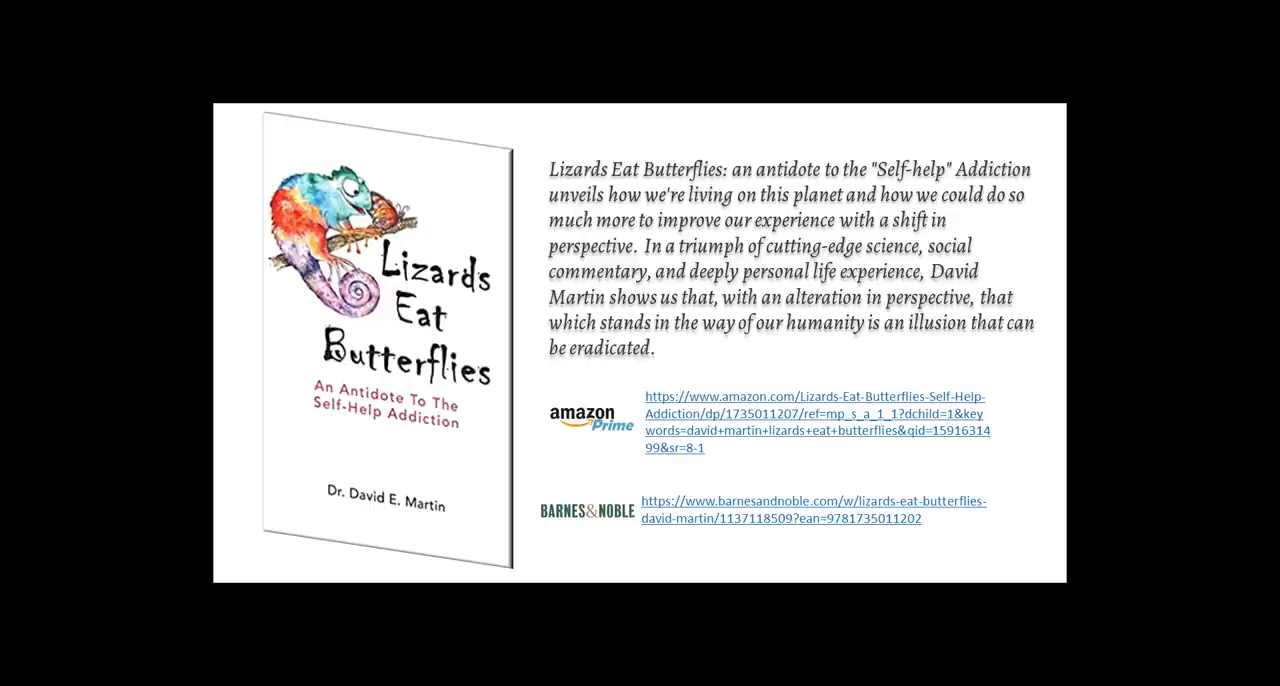 Lizards
Eat
Butterflies
An Antidote To The
Self-Help Addiction
Dr. David E. Martin
Lizards Eat Butterflies: an antidote to the "Self-help" Addiction
unveils how we're living on this planet and how we could do so
much more to improve our experience with a shift in
perspective. In a triumph of cutting-edge science, social
commentary, and deeply personal life experience, David
Martin shows us that, with an alteration in perspective, that
which stands in the way of our humanity is an illusion that can
be eradicated.
amazon
Prime
https://www.amazon.com/Lizards-Eat-Butterflies-Self-Help-
Addiction/dp/1735011207/ref=mp_s_a_1_1?dchild=1&key
words=david+martin+lizards+eat+butterflies&qid=15916314
99&sr=8-1
BARNES&NOBLE
https://www.barnesandnoble.com/w/lizards-eat-butterflies-
david-martin/1137118509?ean=9781735011202